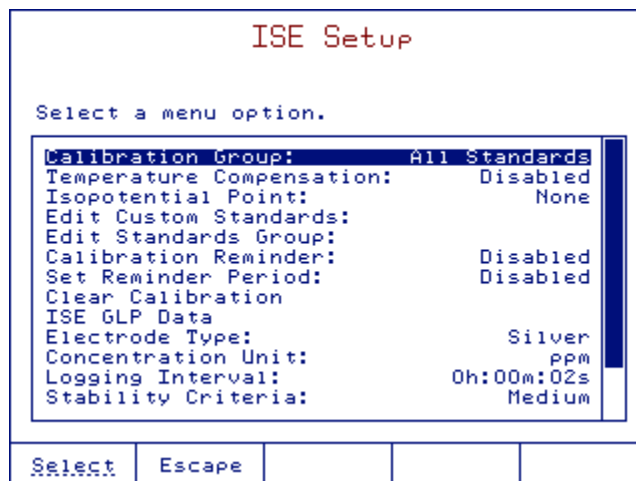 ISE Setup
Select a menu option.
Calibration Group: All Standards
Temperature Compensation: Disabled
Isopotential Point: None
Edit Custom Standards:
Edit Standards Group:
Calibration Reminder: Disabled
Set Reminder Period: Disabled
Clear Calibration
ISE GLP Data
Electrode Type: Silver
Concentration Unit: ppm
Logging Interval: 0h:00m:02s
Stability Criteria: Medium
Select Escape